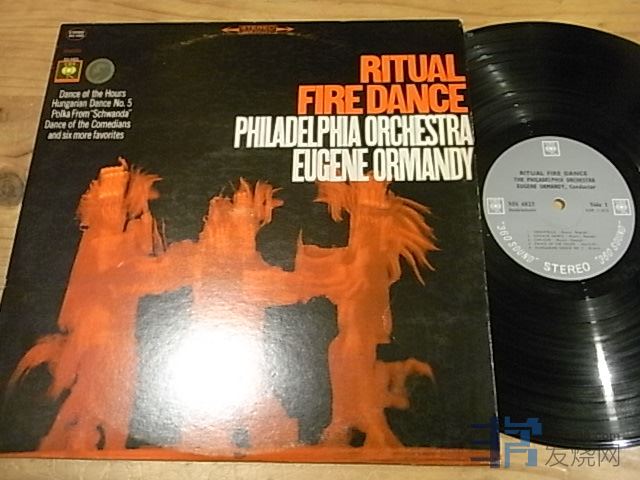 STEREO
RITUAL
FIRE DANCE
PHILADELPHIA ORCHESTRA
EUGENE ORMANDY
Dance of the Hours
Hungarian Dance No. 5
Polka From "Schwanda"
Dance of the Comedians
and six more favorites
RITUAL FIRE DANCE
THE PHILADELPHIA ORCHESTRA
EUGENE ORMANDY, Conductor
Side 1
"360 SOUND" STEREO "360 SOUND"
发烧网